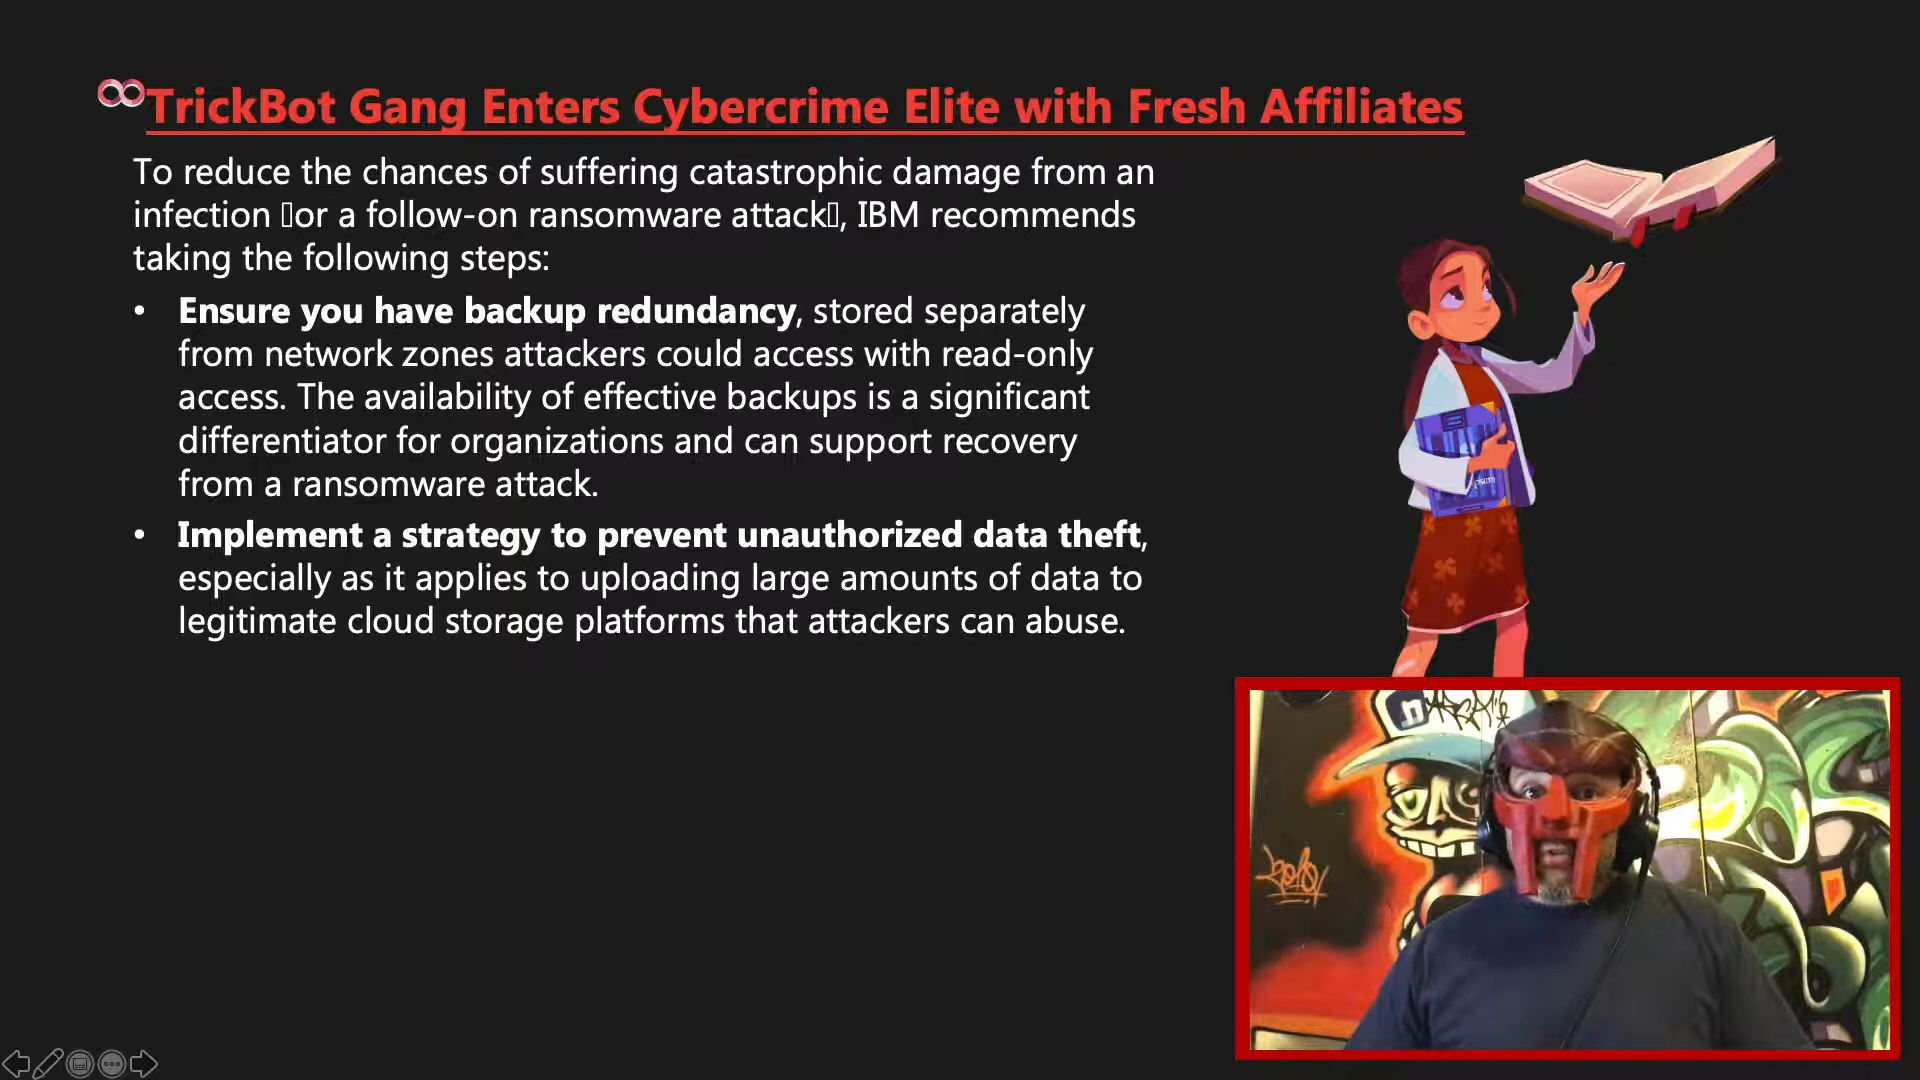 TrickBot Gang Enters Cybercrime Elite with Fresh Affiliates
To reduce the chances of suffering catastrophic damage from an
infection ▯or a follow-on ransomware attack▯, IBM recommends
taking the following steps:
• Ensure you have backup redundancy, stored separately
from network zones attackers could access with read-only
access. The availability of effective backups is a significant
differentiator for organizations and can support recovery
from a ransomware attack.
• Implement a strategy to prevent unauthorized data theft,
especially as it applies to uploading large amounts of data to
legitimate cloud storage platforms that attackers can abuse.